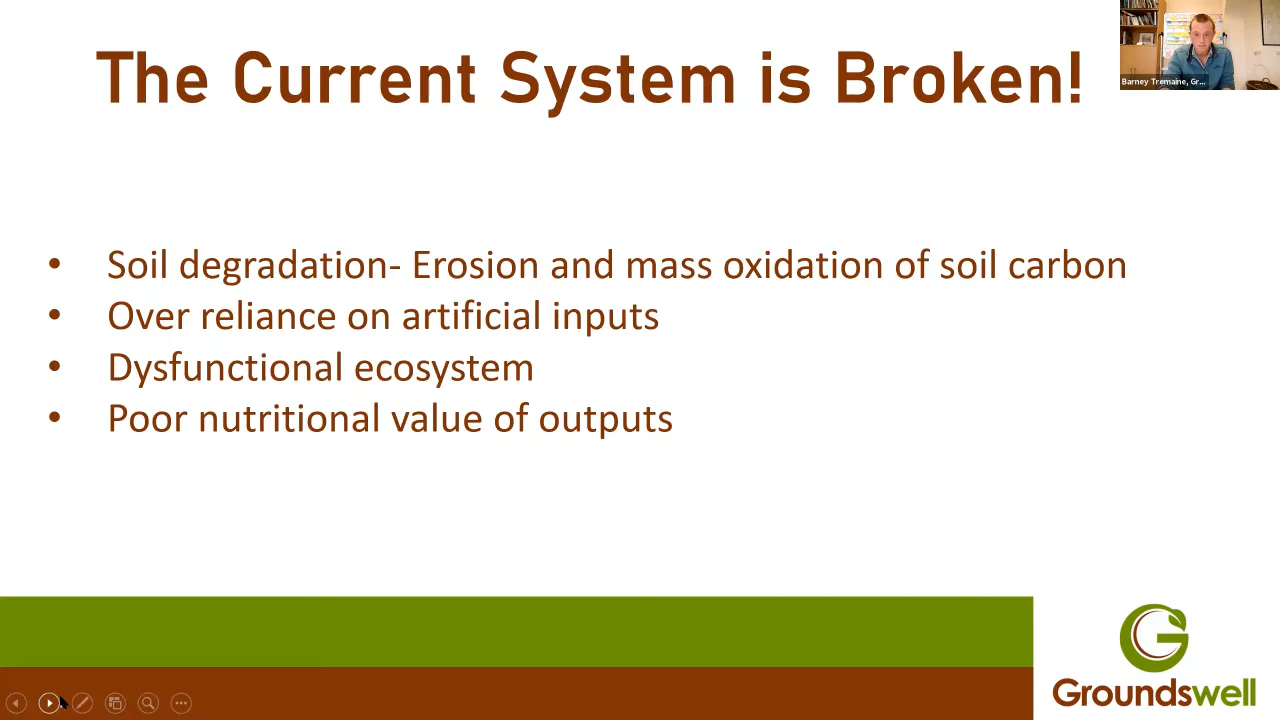 The Current System is Broken!
Barney Tremaine, Gr...
• Soil degradation- Erosion and mass oxidation of soil carbon
• Over reliance on artificial inputs
• Dysfunctional ecosystem
• Poor nutritional value of outputs
Groundswell